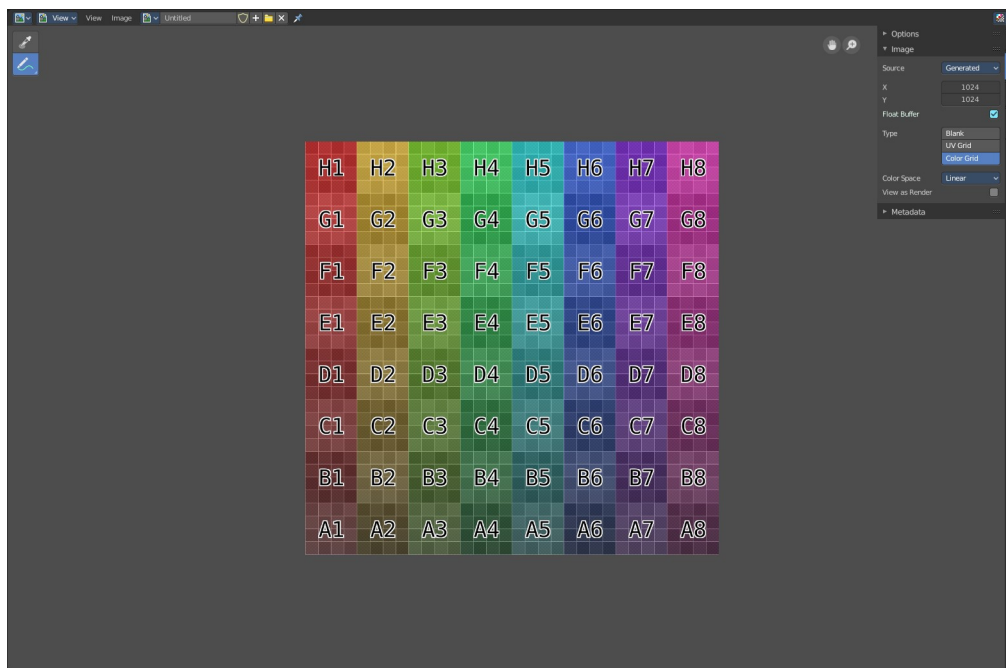 View View Image Untitled
Options
Image
Source Generated
X 1024
Y 1024
Float Buffer
Type Blank
UV Grid
Color Grid
Color Space Linear
View as Render
Metadata
H1 H2 H3 H4 H5 H6 H7 H8
G1 G2 G3 G4 G5 G6 G7 G8
F1 F2 F3 F4 F5 F6 F7 F8
E1 E2 E3 E4 E5 E6 E7 E8
D1 D2 D3 D4 D5 D6 D7 D8
C1 C2 C3 C4 C5 C6 C7 C8
B1 B2 B3 B4 B5 B6 B7 B8
A1 A2 A3 A4 A5 A6 A7 A8